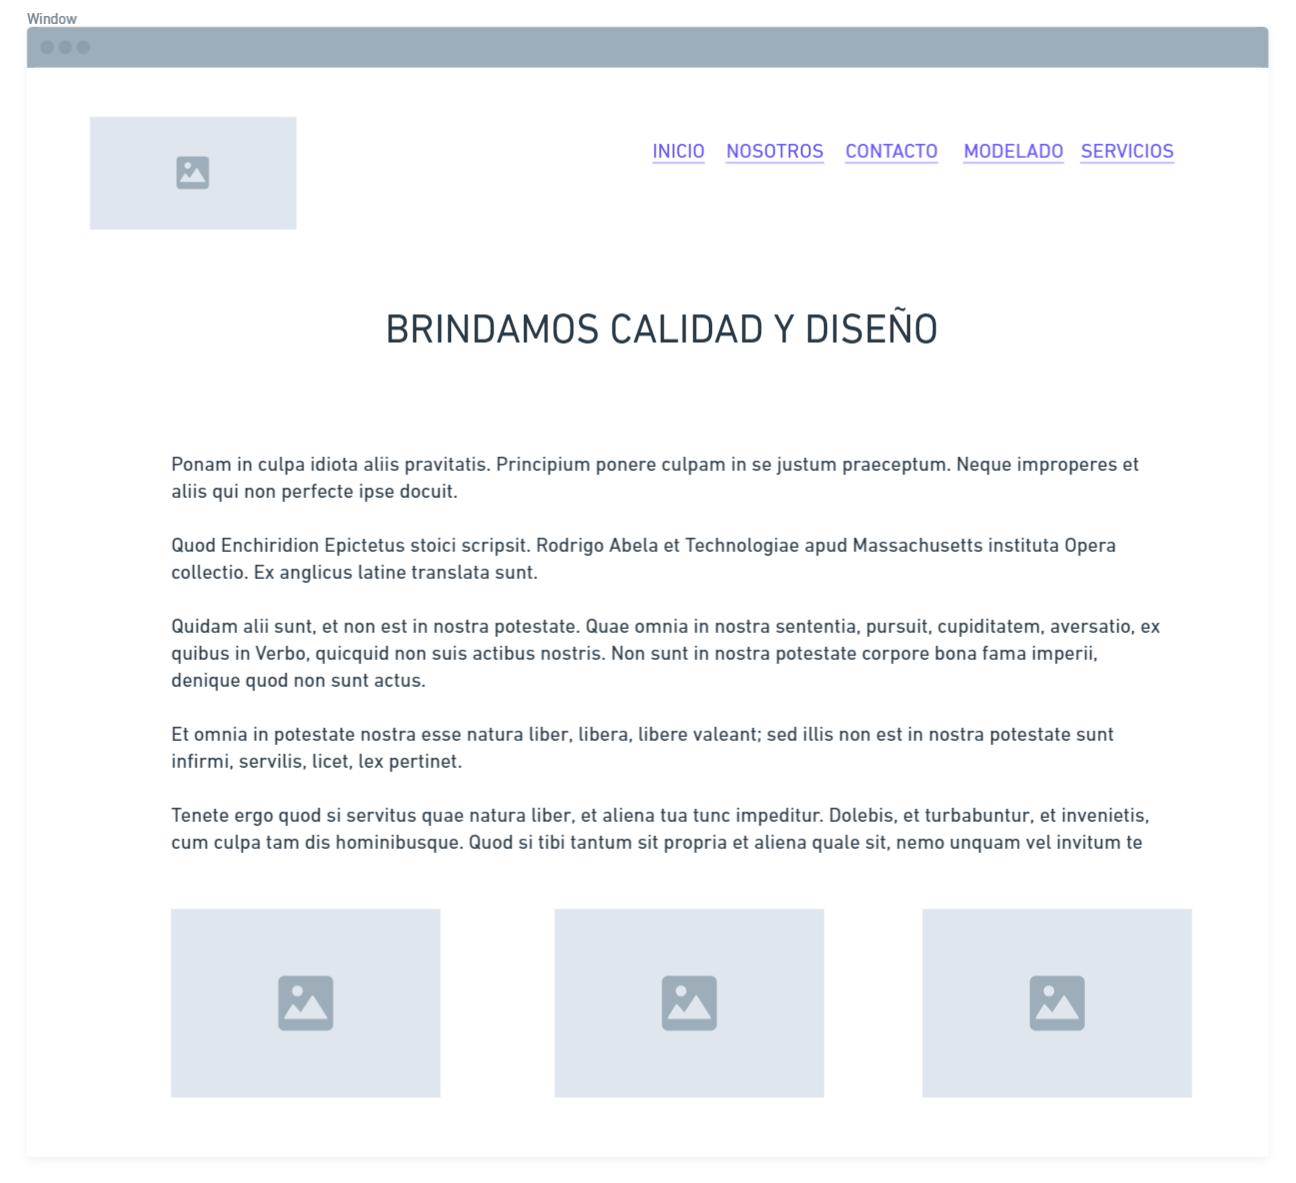 Window
INICIO NOSOTROS CONTACTO MODELADO SERVICIOS
BRINDAMOS CALIDAD Y DISEÑO
Ponam in culpa idiota aliis pravitatis. Principium ponere culpam in se justum praeceptum. Neque improperes et
aliis qui non perfecte ipse docuit.
Quod Enchiridion Epictetus stoici scripsit. Rodrigo Abela et Technologiae apud Massachusetts instituta Opera
collectio. Ex anglicus latine translata sunt.
Quidam alii sunt, et non est in nostra potestate. Quae omnia in nostra sententia, pursuit, cupiditatem, aversatio, ex
quibus in Verbo, quicquid non suis actibus nostris. Non sunt in nostra potestate corpore bona fama imperii,
denique quod non sunt actus.
Et omnia in potestate nostra esse natura liber, libera, libere valeant; sed illis non est in nostra potestate sunt
infirmi, servilis, licet, lex pertinet.
Tenete ergo quod si servitus quae natura liber, et aliena tua tunc impeditur. Dolebis, et turbabuntur, et invenietis,
cum culpa tam dis hominibusque. Quod si tibi tantum sit propria et aliena quale sit, nemo unquam vel invitum te